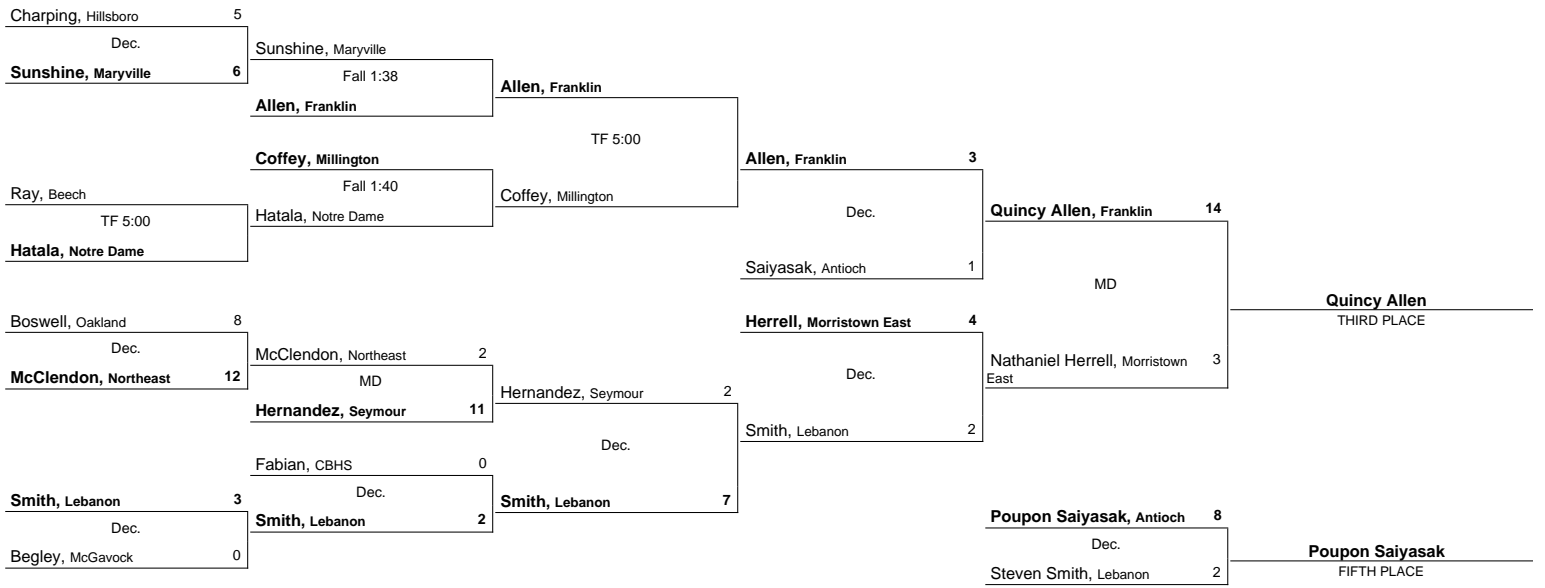 Charping, Hillsboro 5
Dec.
Sunshine, Maryville 6
Ray, Beech
TF 5:00
Hatala, Notre Dame
Boswell, Oakland 8
Dec.
McClendon, Northeast 12
Smith, Lebanon 3
Dec.
Begley, McGavock 0
Sunshine, Maryville
Fall 1:38
Allen, Franklin
Coffey, Millington
Fall 1:40
Hatala, Notre Dame
McClendon, Northeast 2
MD
Hernandez, Seymour 11
Fabian, CBHS 0
Dec.
Smith, Lebanon 2
Allen, Franklin
TF 5:00
Coffey, Millington
Hernandez, Seymour 2
Dec.
Smith, Lebanon 7
Allen, Franklin 3
Dec.
Saiyasak, Antioch 1
Herrell, Morristown East 4
Dec.
Smith, Lebanon 2
Quincy Allen, Franklin 14
MD
Nathaniel Herrell, Morristown 3
East
Poupon Saiyasak, Antioch 8
Dec.
Steven Smith, Lebanon 2
Quincy Allen
THIRD PLACE
Poupon Saiyasak
FIFTH PLACE